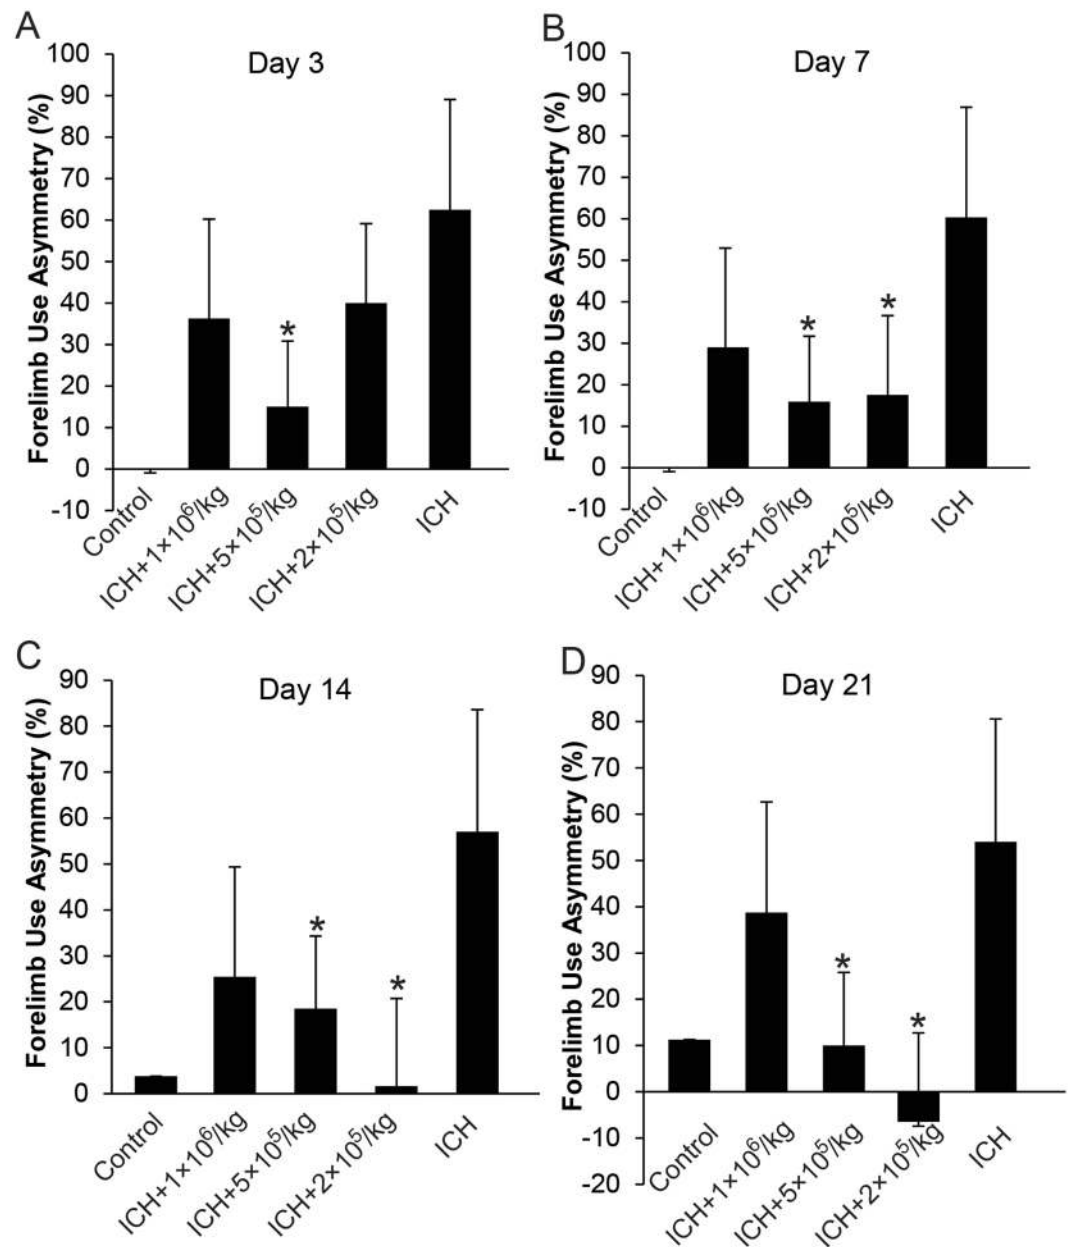 A
Day 3
Forelimb Use Asymmetry (%)
100
90
80
70
60
50
40
30
20
10
0
-10
Control
ICH+1×10⁶/kg
ICH+5×10⁵/kg
ICH+2×10⁵/kg
ICH
*
B
Day 7
Forelimb Use Asymmetry (%)
100
90
80
70
60
50
40
30
20
10
0
-10
Control
ICH+1×10⁶/kg
ICH+5×10⁵/kg
ICH+2×10⁵/kg
ICH
*
*
C
Day 14
Forelimb Use Asymmetry (%)
90
80
70
60
50
40
30
20
10
0
Control
ICH+1×10⁶/kg
ICH+5×10⁵/kg
ICH+2×10⁵/kg
ICH
*
*
D
Day 21
Forelimb Use Asymmetry (%)
90
80
70
60
50
40
30
20
10
0
-10
-20
Control
ICH+1×10⁶/kg
ICH+5×10⁵/kg
ICH+2×10⁵/kg
ICH
*
*